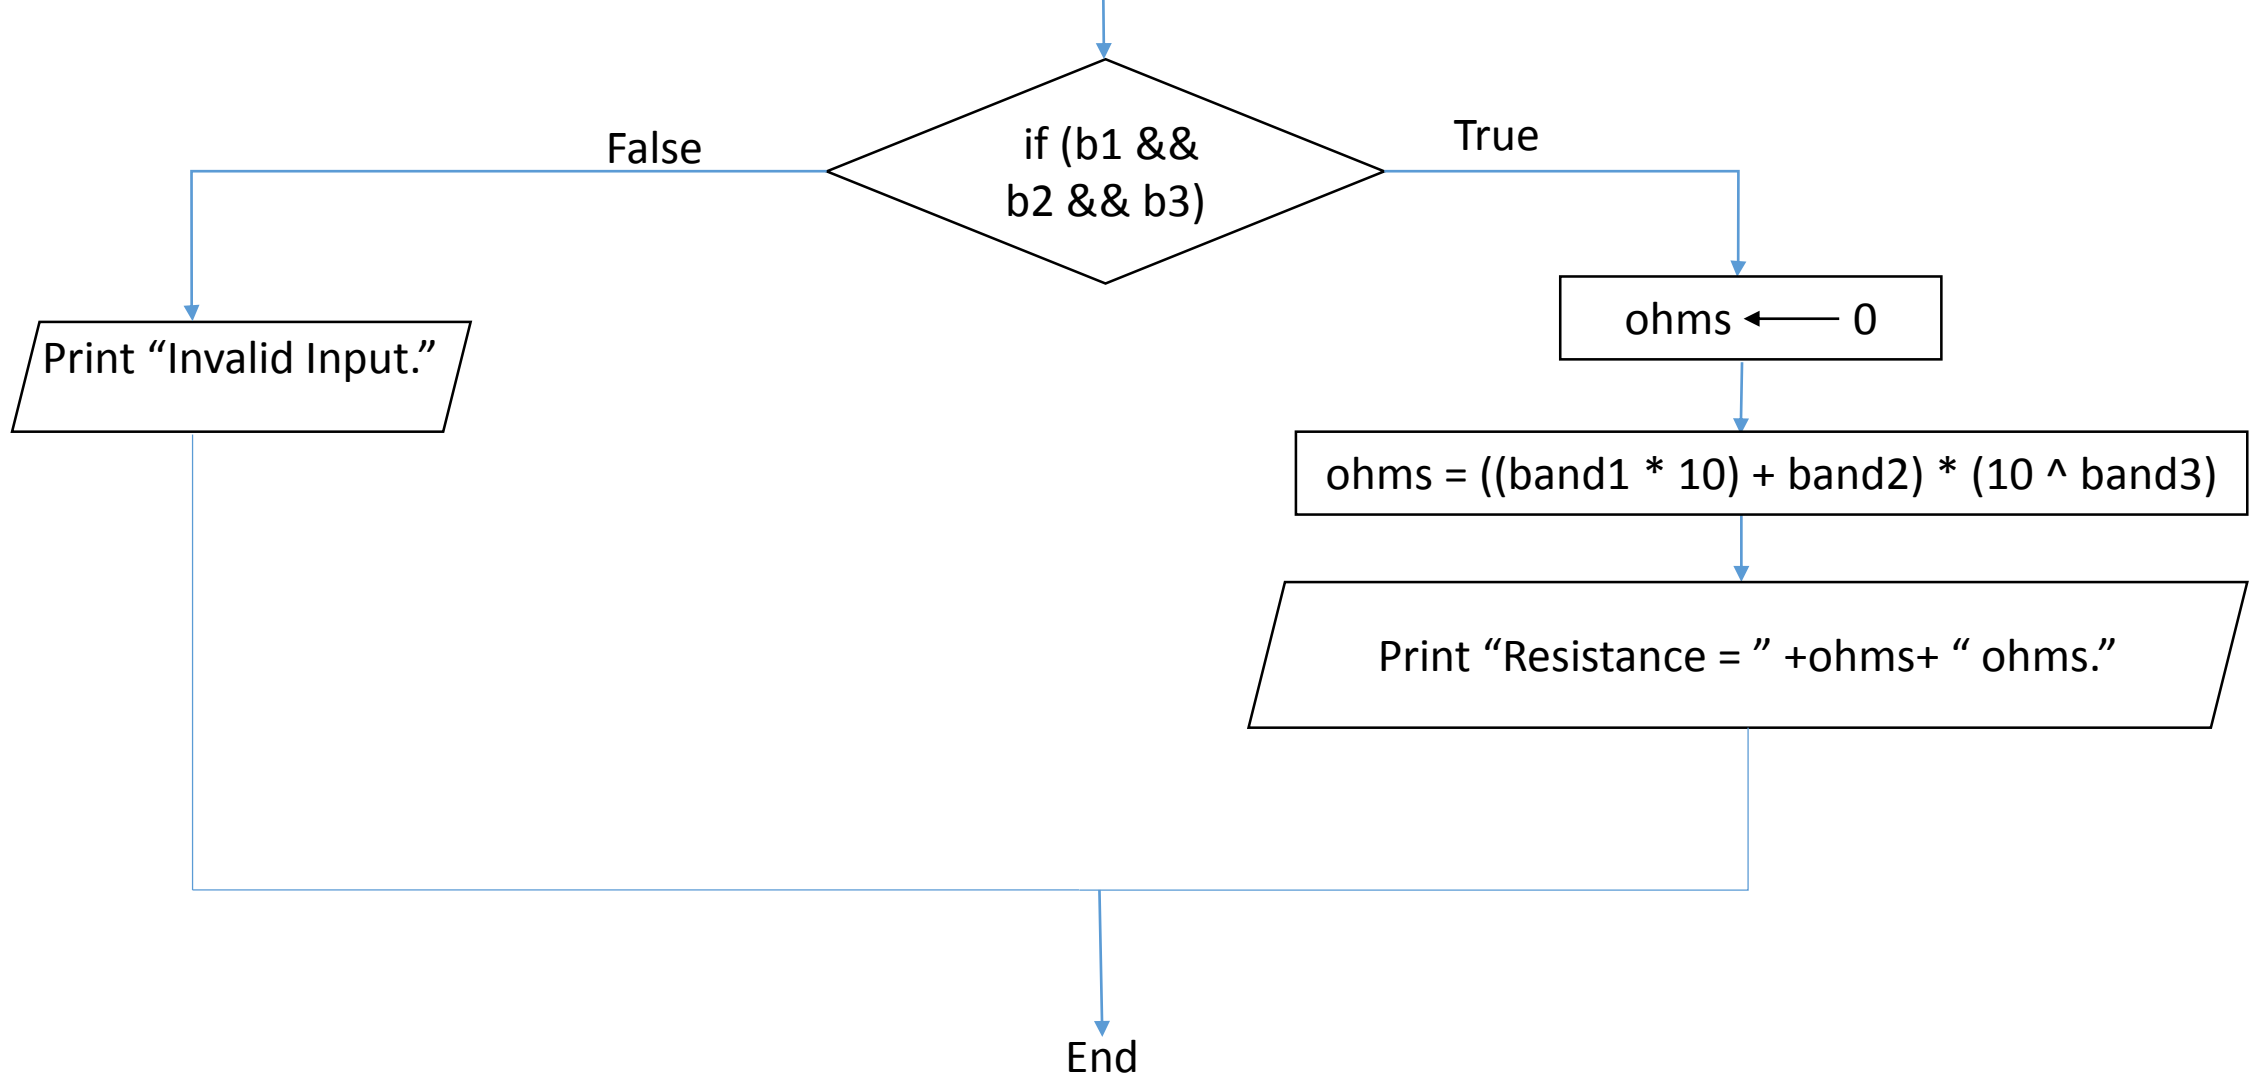 if (b1 &&
b2 && b3)
False
True
Print “Invalid Input.”
ohms ← 0
ohms = ((band1 * 10) + band2) * (10 ^ band3)
Print “Resistance = ” +ohms+ “ ohms.”
End